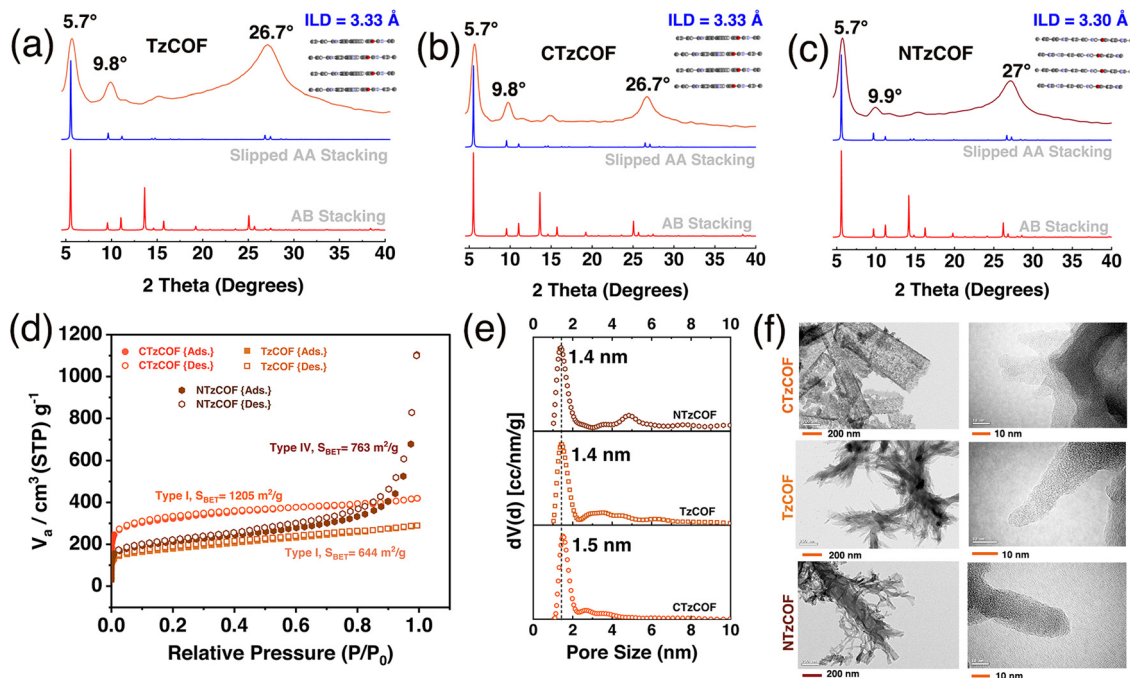 (a)
5.7°
9.8°
TzCOF
26.7°
ILD = 3.33 Å
Slipped AA Stacking
AB Stacking
5 10 15 20 25 30 35 40
2 Theta (Degrees)
(b)
5.7°
9.8°
CTzCOF
26.7°
ILD = 3.33 Å
Slipped AA Stacking
AB Stacking
5 10 15 20 25 30 35 40
2 Theta (Degrees)
(c)
5.7°
9.9°
NTzCOF
27°
ILD = 3.30 Å
Slipped AA Stacking
AB Stacking
5 10 15 20 25 30 35 40
2 Theta (Degrees)
(d)
1200
1000
800
600
400
200
0
Va / cm³ (STP) g⁻¹
CTzCOF {Ads.}
CTzCOF {Des.}
TzCOF {Ads.}
TzCOF {Des.}
NTzCOF {Ads.}
NTzCOF {Des.}
Type IV, SBET= 763 m²/g
Type I, SBET= 1205 m²/g
Type I, SBET= 644 m²/g
0.0 0.2 0.4 0.6 0.8 1.0
Relative Pressure (P/P₀)
(e)
0 2 4 6 8 10
dV(d) [cc/nm/g]
1.4 nm
NTzCOF
1.4 nm
TzCOF
1.5 nm
CTzCOF
0 2 4 6 8 10
Pore Size (nm)
(f)
CTzCOF
200 nm
10 nm
TzCOF
200 nm
10 nm
NTzCOF
200 nm
10 nm